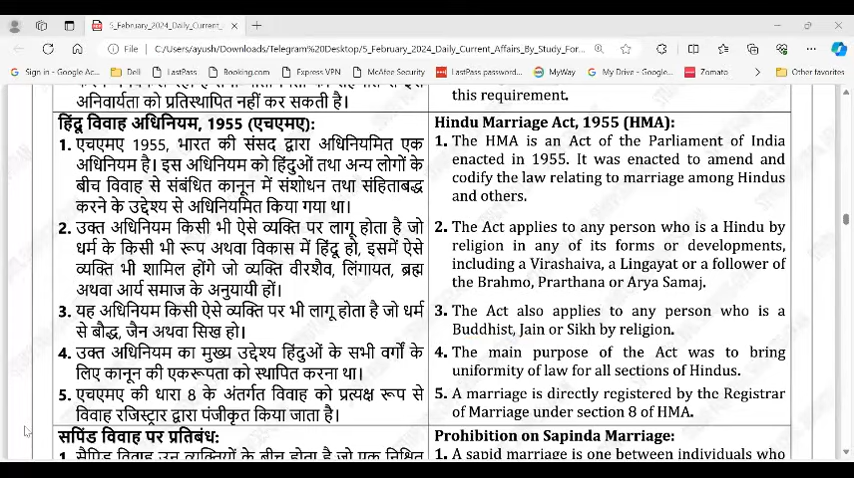 5_February_2024_Daily_Current_
File
C:/Users/ayush/Downloads/Telegram%20Desktop/5_February_2024_Daily_Current_Affairs_By_Study_For...
G Sign in - Google Ac...
Dell
LastPass
Booking.com
Express VPN
McAfee Security
LastPass password...
MyWay
My Drive - Google...
Zomato
Other favorites
अनिवार्यता को प्रतिस्थापित नहीं कर सकती है।
हिंदू विवाह अधिनियम, 1955 (एचएमए):
1. एचएमए 1955, भारत की संसद द्वारा अधिनियमित एक
अधिनियम है। इस अधिनियम को हिंदुओं तथा अन्य लोगों के
बीच विवाह से संबंधित कानून में संशोधन तथा संहिताबद्ध
करने के उद्देश्य से अधिनियमित किया गया था।
2. उक्त अधिनियम किसी भी ऐसे व्यक्ति पर लागू होता है जो
धर्म के किसी भी रूप अथवा विकास में हिंदू हो, इसमें ऐसे
व्यक्ति भी शामिल होंगे जो व्यक्ति वीरशैव, लिंगायत, ब्रह्म
अथवा आर्य समाज के अनुयायी हों।
3. यह अधिनियम किसी ऐसे व्यक्ति पर भी लागू होता है जो धर्म
से बौद्ध, जैन अथवा सिख हो।
4. उक्त अधिनियम का मुख्य उद्देश्य हिंदुओं के सभी वर्गों के
लिए कानून की एकरूपता को स्थापित करना था।
5. एचएमए की धारा 8 के अंतर्गत विवाह को प्रत्यक्ष रूप से
विवाह रजिस्ट्रार द्वारा पंजीकृत किया जाता है।
सपिंड विवाह पर प्रतिबंध:
1. सैपिंड विवाह उन व्यक्तियों के बीच होता है जो एक निश्चित
this requirement.
Hindu Marriage Act, 1955 (HMA):
1. The HMA is an Act of the Parliament of India
enacted in 1955. It was enacted to amend and
codify the law relating to marriage among Hindus
and others.
2. The Act applies to any person who is a Hindu by
religion in any of its forms or developments,
including a Virashaiva, a Lingayat or a follower of
the Brahmo, Prarthana or Arya Samaj.
3. The Act also applies to any person who is a
Buddhist, Jain or Sikh by religion.
4. The main purpose of the Act was to bring
uniformity of law for all sections of Hindus.
5. A marriage is directly registered by the Registrar
of Marriage under section 8 of HMA.
Prohibition on Sapinda Marriage:
1. A sapid marriage is one between individuals who